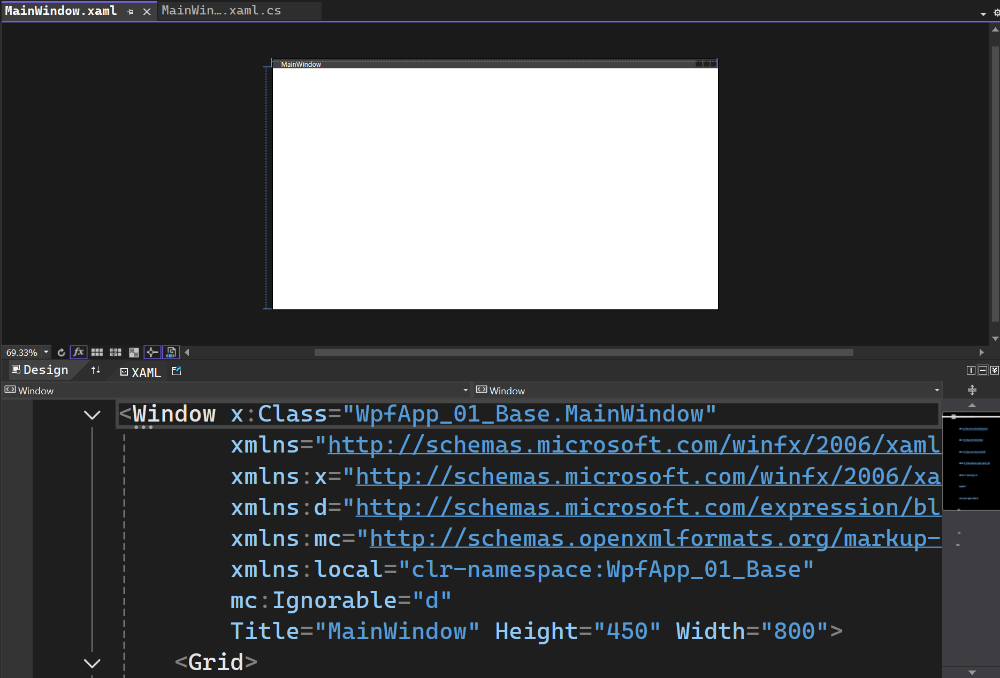 MainWindow.xaml MainWin….xaml.cs
MainWindow
69.33% fx
Design XAML
Window Window
<Window x:Class="WpfApp_01_Base.MainWindow"
xmlns="http://schemas.microsoft.com/winfx/2006/xaml
xmlns:x="http://schemas.microsoft.com/winfx/2006/xa
xmlns:d="http://schemas.microsoft.com/expression/bl
xmlns:mc="http://schemas.openxmlformats.org/markup-
xmlns:local="clr-namespace:WpfApp_01_Base"
mc:Ignorable="d"
Title="MainWindow" Height="450" Width="800">
<Grid>